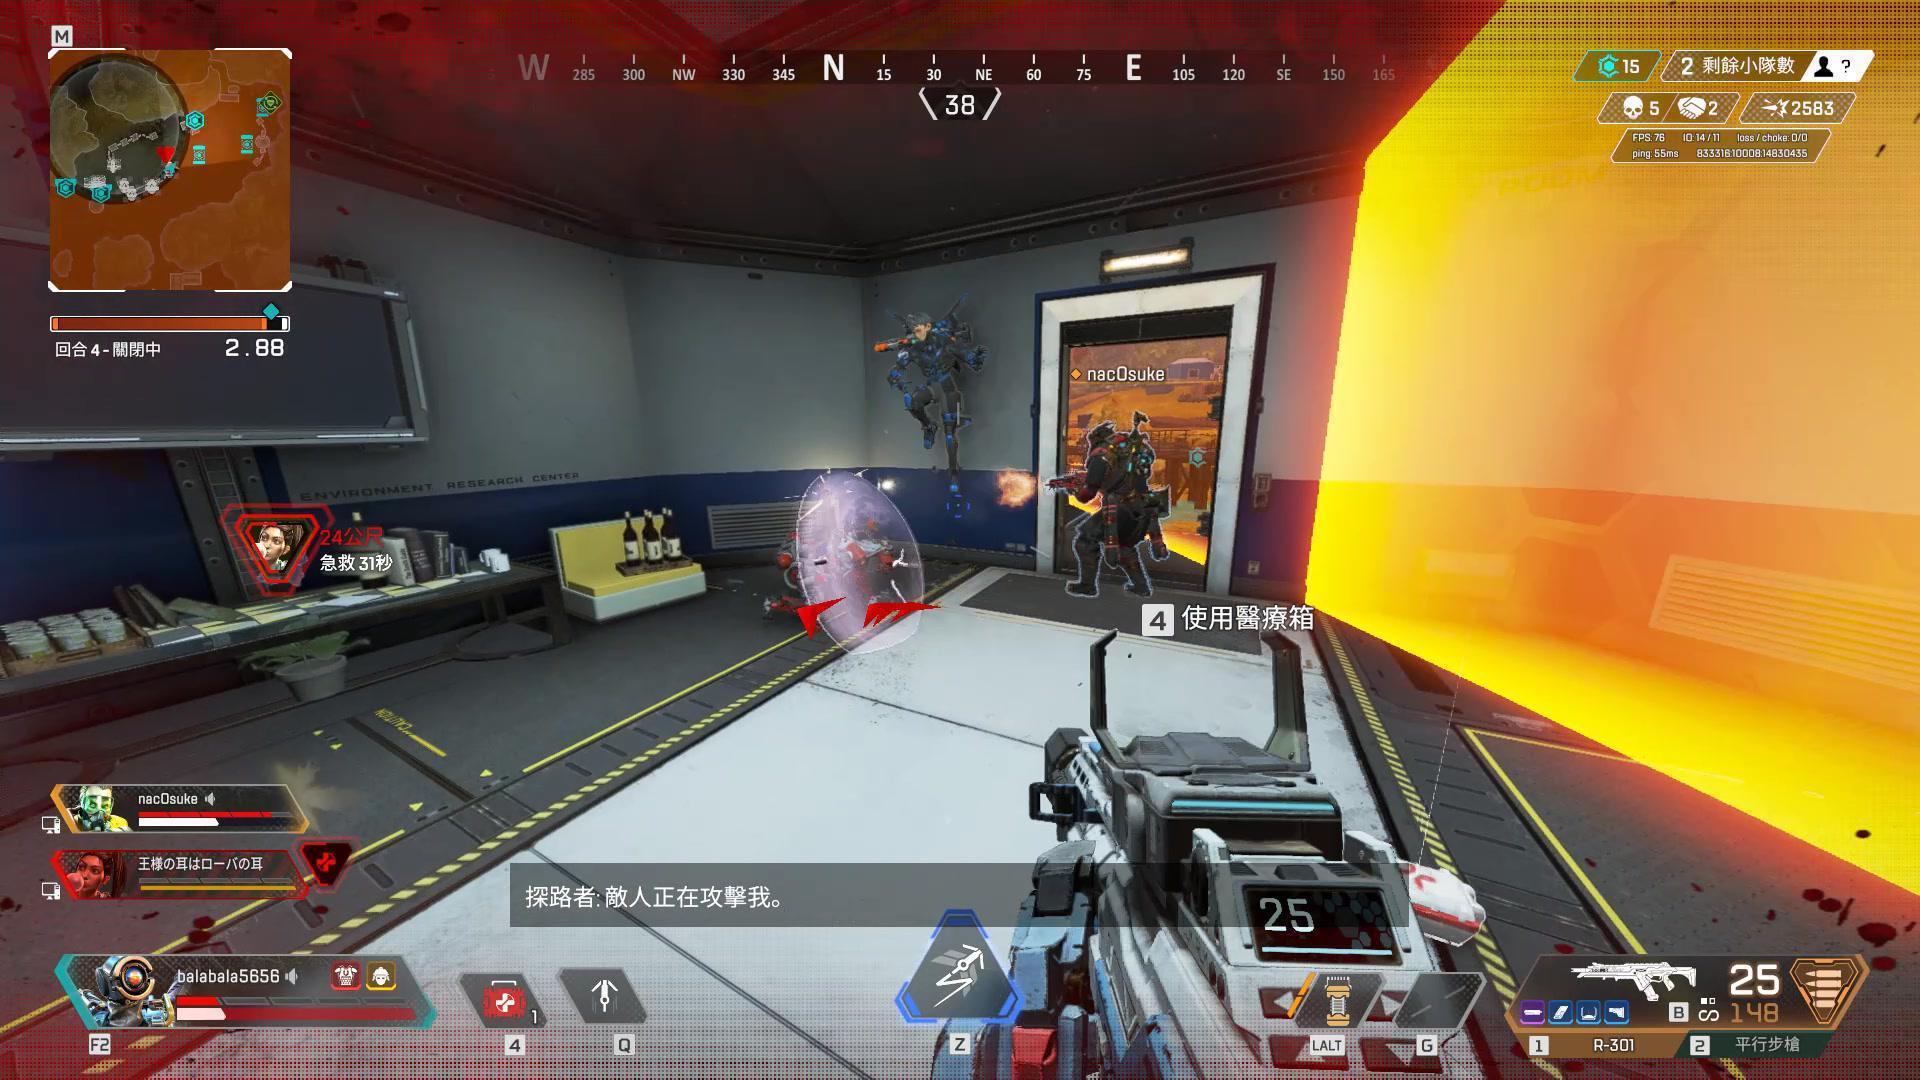 M
W 285 300 NW 330 345 N 15 30 NE 60 75 E 105 120 SE 150 165
38
15
2 剩餘小隊數 ?
5 2 2583
FPS: 76 IO: 14 / 11 loss / choke: 0/0
ping: 55ms 833316:10008:14830435
回合 4 - 關閉中 2.88
nacOsuke
ENVIRONMENT RESEARCH CENTER
24公尺
急救 31秒
4 使用醫療箱
CAUTION
nacOsuke
王様の耳はローバの耳
探路者: 敵人正在攻擊我。
25
balabala5656
F2
1
4
Q
Z
LALT
G
25
148
B
1 R-301
2 平行步槍